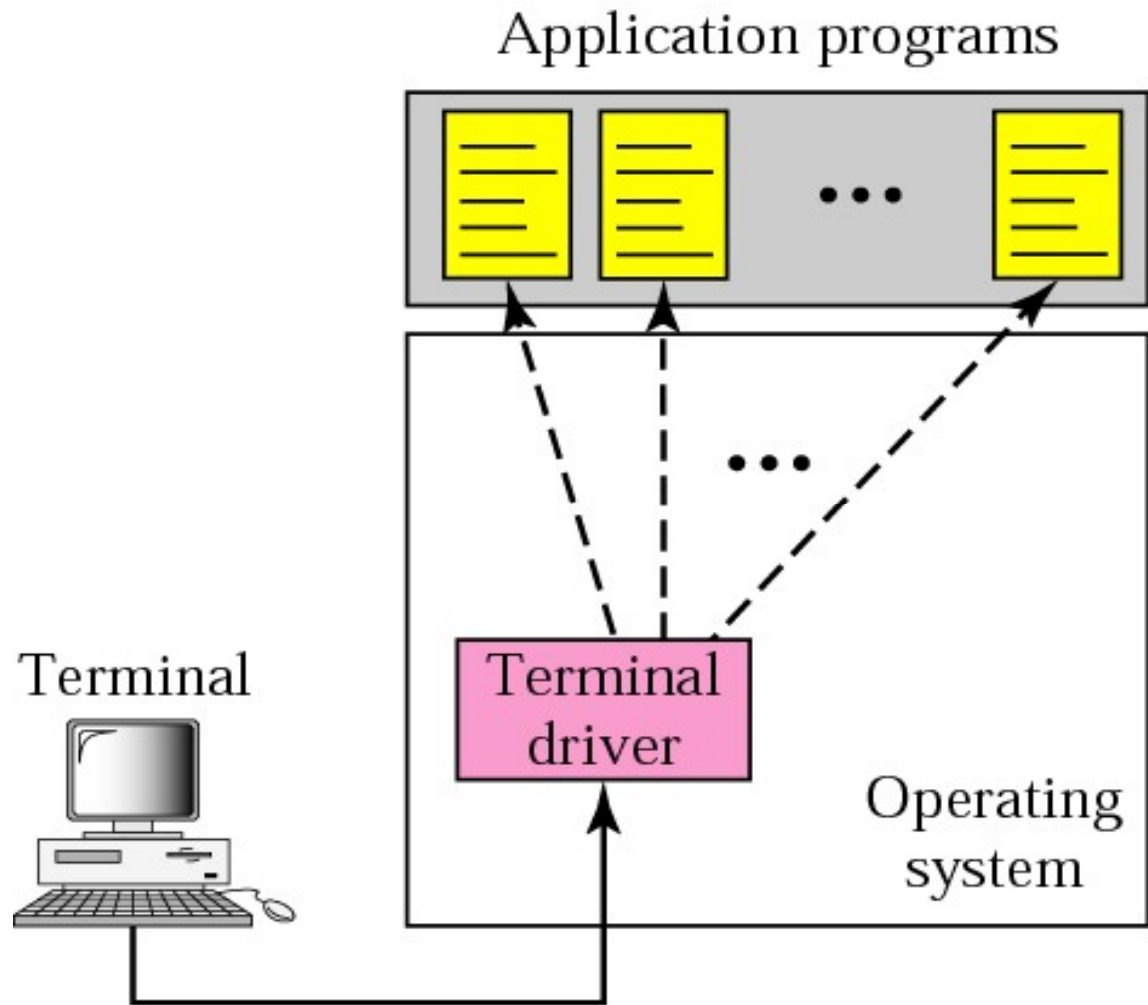 Application programs
Terminal
Terminal
driver
Operating
system